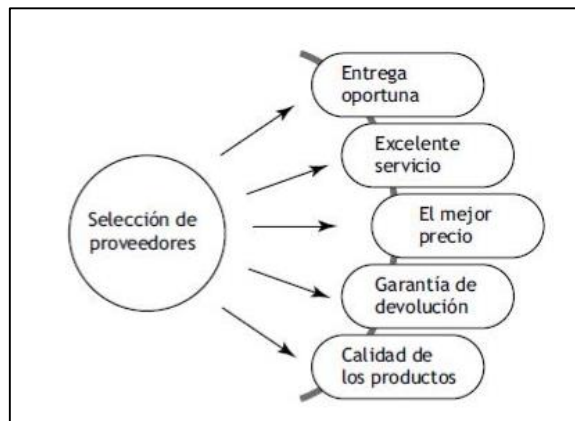 Entrega
oportuna
Excelente
servicio
Selección de
proveedores
El mejor
precio
Garantía de
devolución
Calidad de
los productos